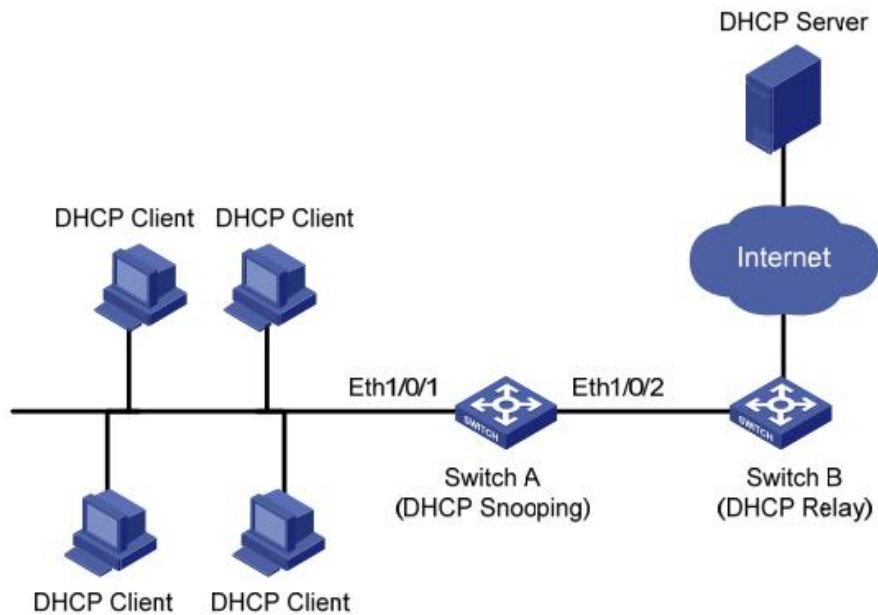 DHCP Server
DHCP Client
DHCP Client
Internet
Eth1/0/1
Eth1/0/2
SWITCH
SWITCH
Switch A
(DHCP Snooping)
Switch B
(DHCP Relay)
DHCP Client
DHCP Client